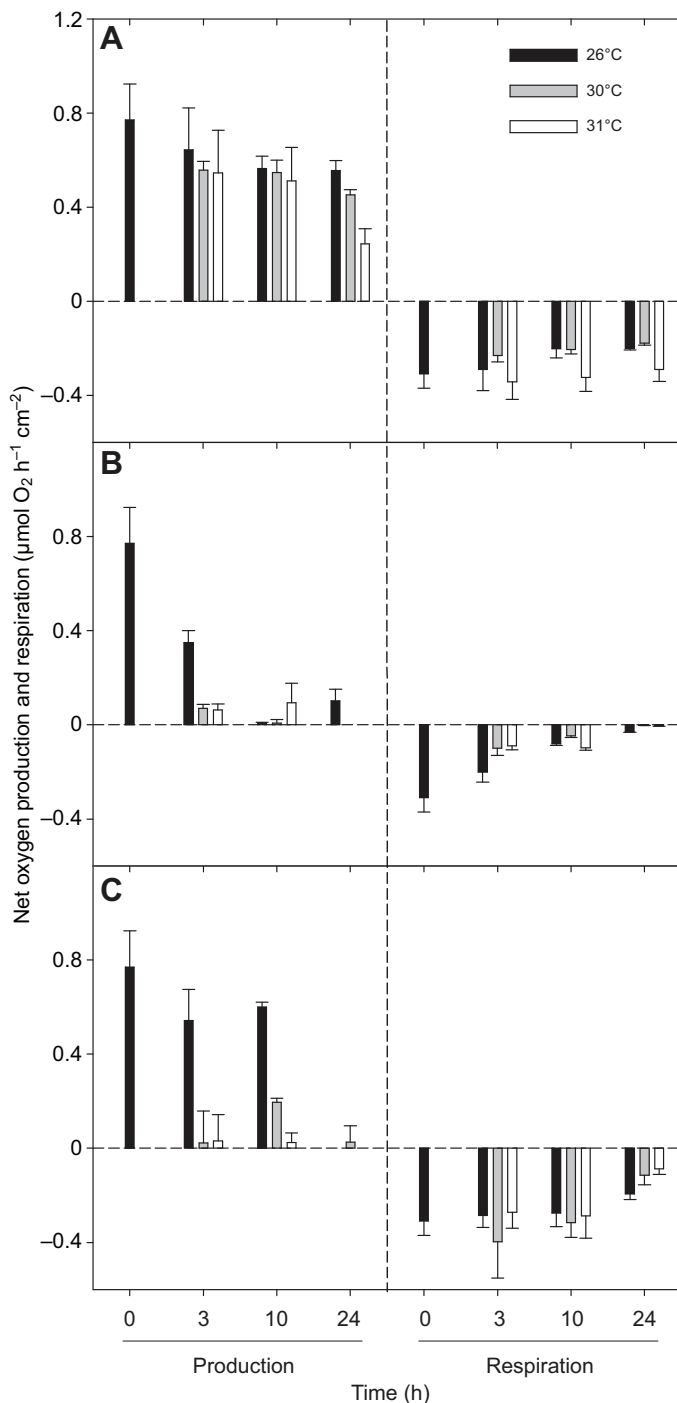 A
1.2
0.8
0.4
0
–0.4
26°C
30°C
31°C
B
0.8
0.4
0
–0.4
C
0.8
0.4
0
–0.4
Net oxygen production and respiration (µmol O₂ h⁻¹ cm⁻²)
0 3 10 24 0 3 10 24
Production Respiration
Time (h)